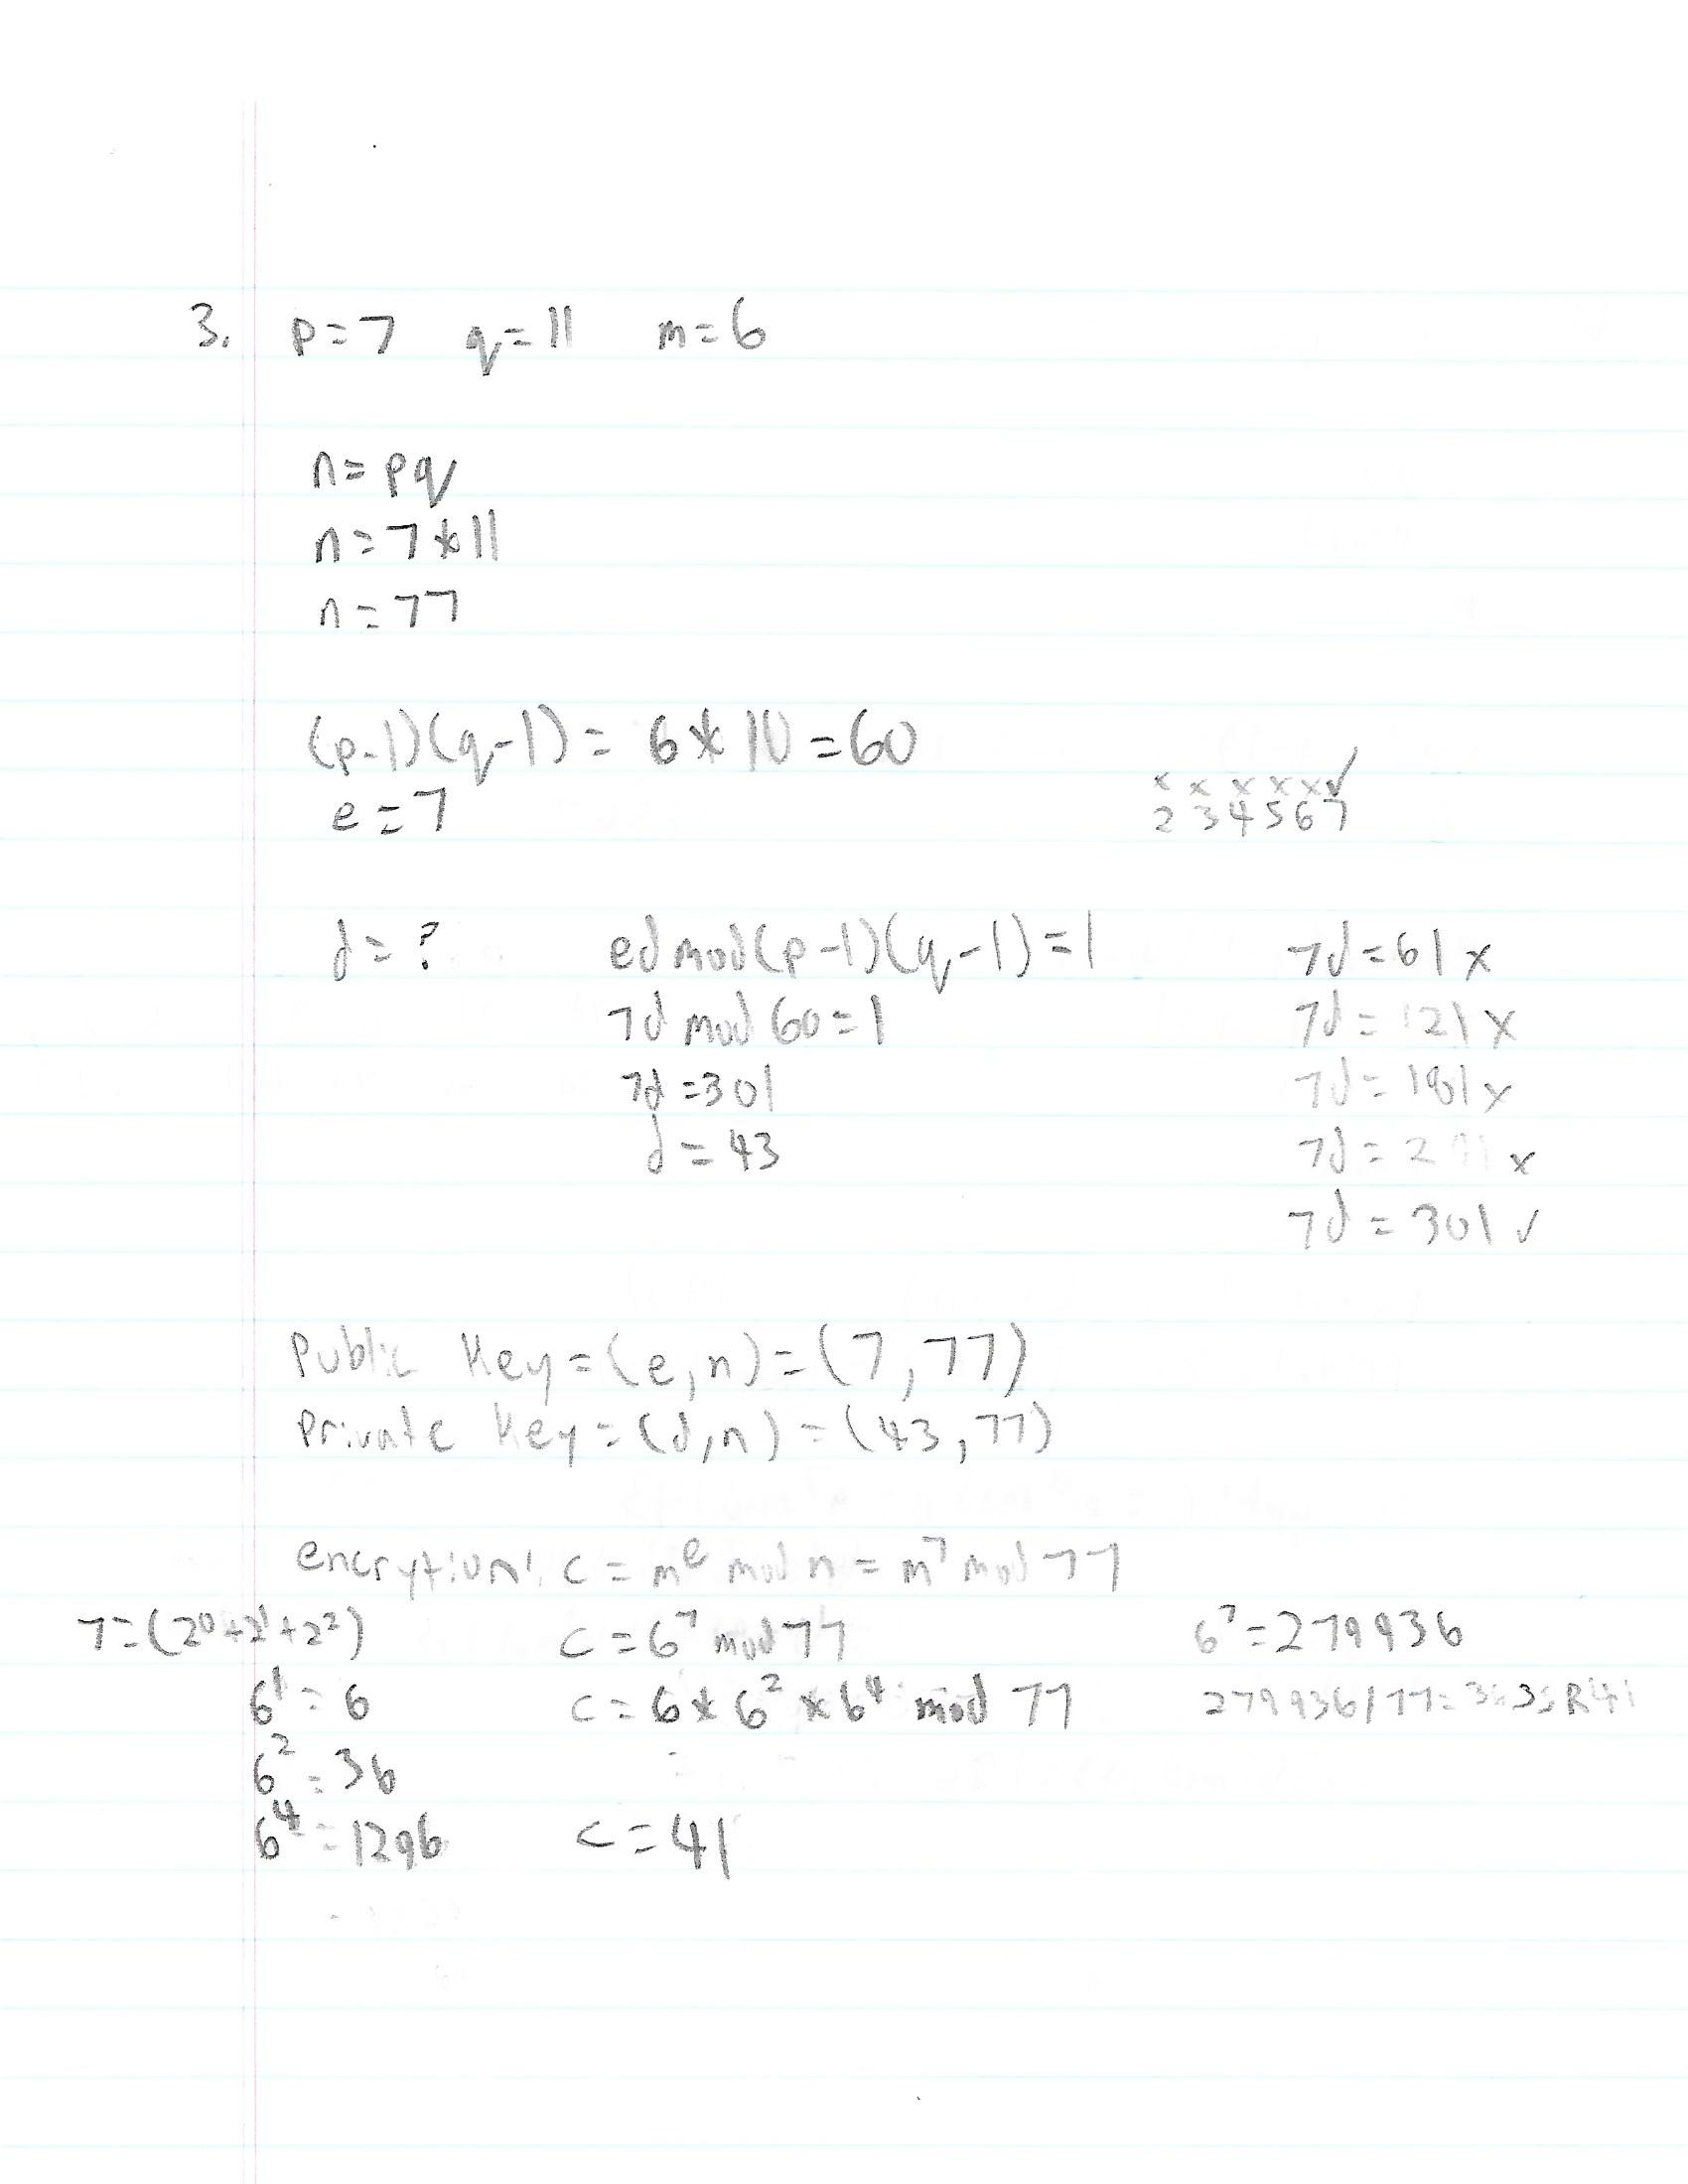 3. p=7 q=11 m=6
n=pq
n=7*11
n=77
(p-1)(q-1)=6*10=60
e=7
x x x x x ✓
2 3 4 5 6 7
d=? ed mod(p-1)(q-1)=1 7d=61 x
7d mod 60=1 7d=121 x
7d=301 7d=181 x
d=43 7d= x
7d=301 ✓
Public Key=(e,n)=(7,77)
Private Key=(d,n)=(43,77)
encrytion: c=m^e mod n=m^7 mod 77
7=(2^0+2^1+2^2) c=6^7 mod 77 6^7=279936
6^1=6 c=6*6^2*6^4 mod 77 279936/77= R41
6^2=36 =
6^4=1296 c=41